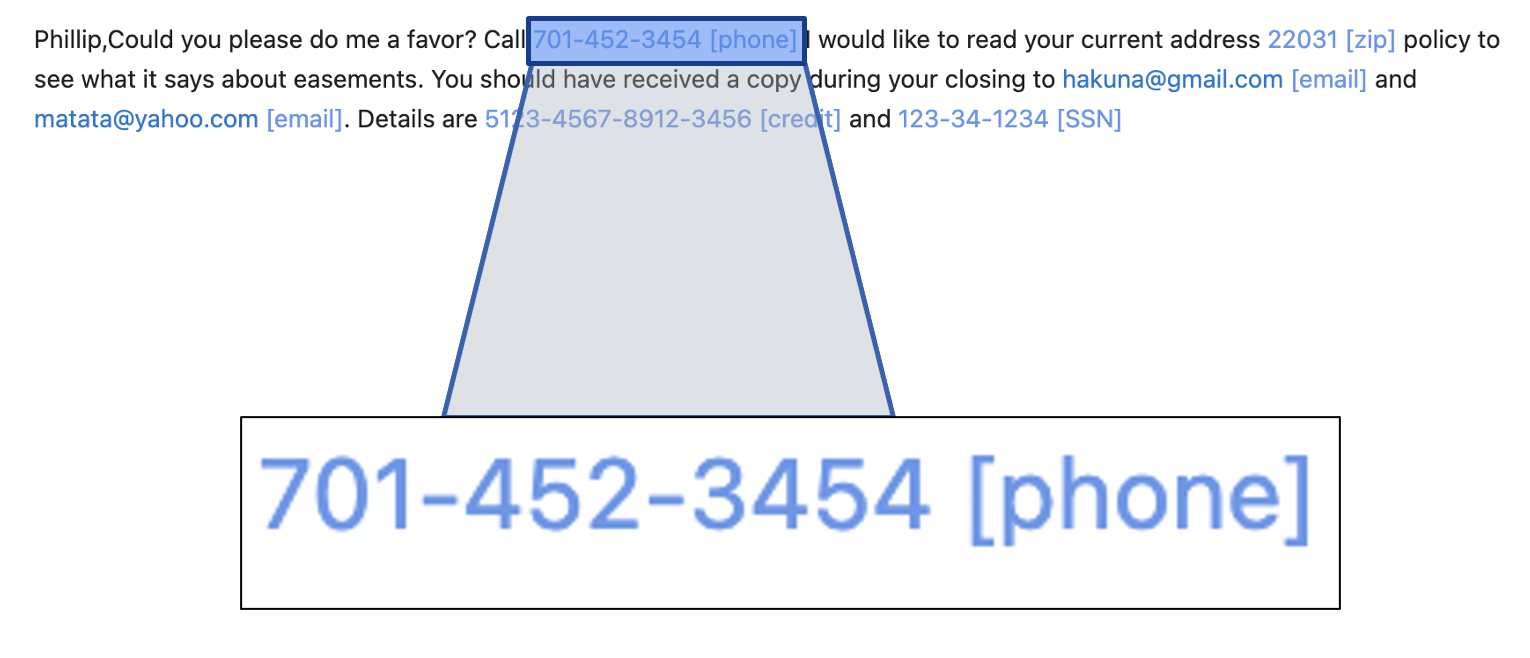 Phillip,Could you please do me a favor? Call 701-452-3454 [phone] I would like to read your current address 22031 [zip] policy to
see what it says about easements. You should have received a copy during your closing to hakuna@gmail.com [email] and
matata@yahoo.com [email]. Details are 5123-4567-8912-3456 [credit] and 123-34-1234 [SSN]
701-452-3454 [phone]